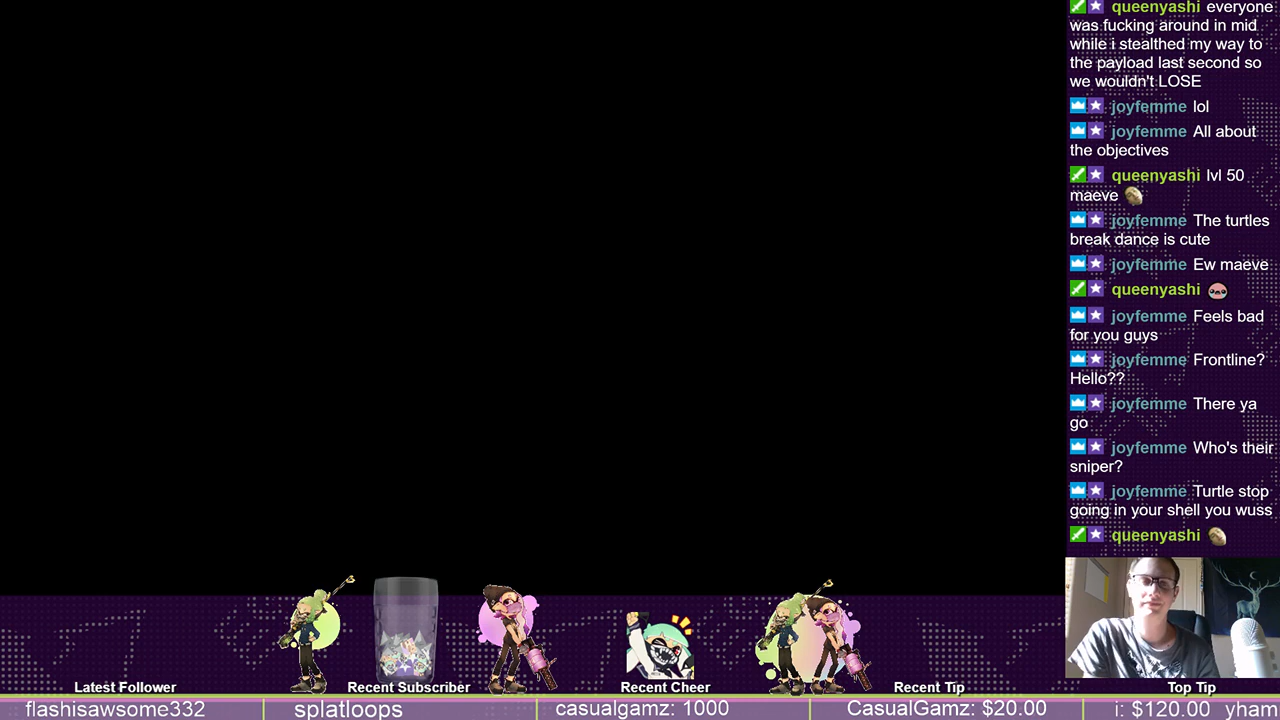 queenyashi everyone
was fucking around in mid
while i stealthed my way to
the payload last second so
we wouldn't LOSE
joyfemme lol
joyfemme All about
the objectives
queenyashi lvl 50
maeve
joyfemme The turtles
break dance is cute
joyfemme Ew maeve
queenyashi
joyfemme Feels bad
for you guys
joyfemme Frontline?
Hello??
joyfemme There ya
go
joyfemme Who's their
sniper?
joyfemme Turtle stop
going in your shell you wuss
queenyashi
Latest Follower
Recent Subscriber
Recent Cheer
Recent Tip
Top Tip
flashisawsome332
splatloops
casualgamz: 1000
CasualGamz: $20.00
i: $120.00 yham